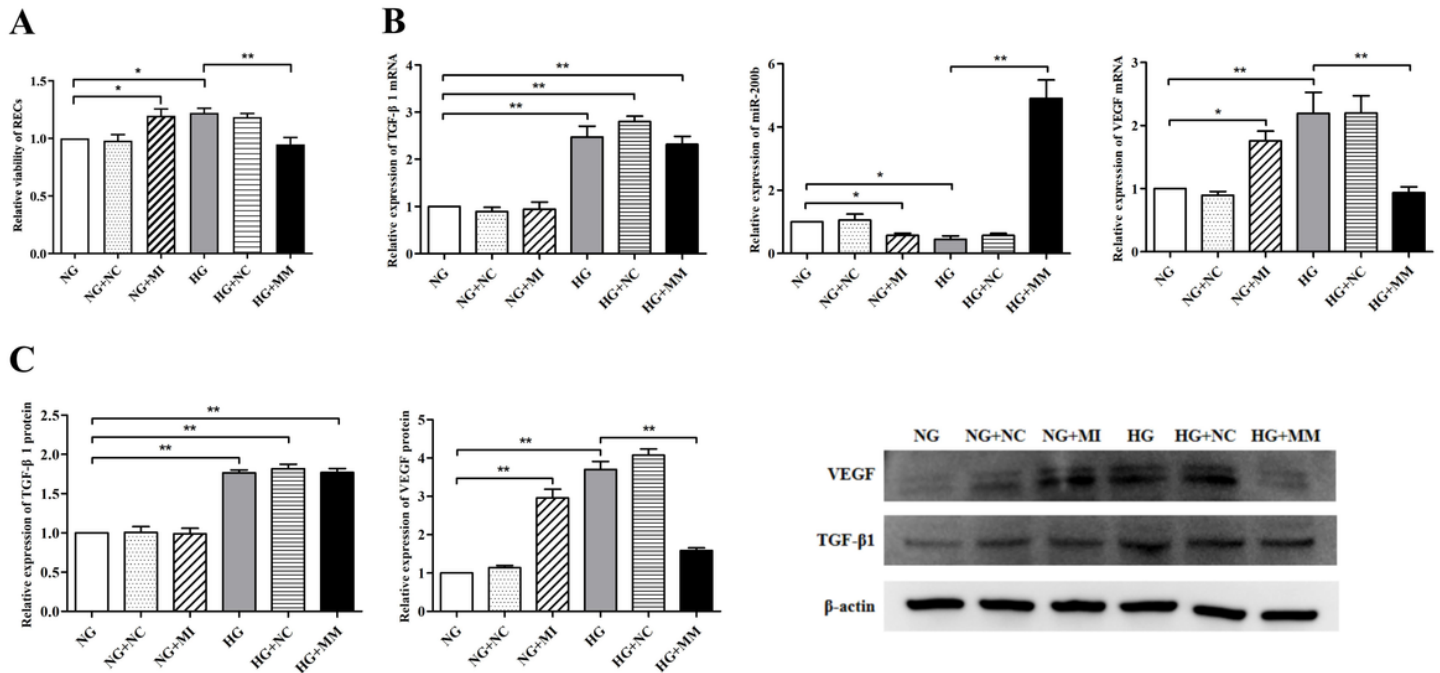 A
Relative viability of RECs
1.5
1.0
0.5
0.0
*
*
**
NG
NG+NC
NG+MI
HG
HG+NC
HG+MM
B
Relative expression of TGF-β 1 mRNA
4
3
2
1
0
**
**
**
NG
NG+NC
NG+MI
HG
HG+NC
HG+MM
Relative expression of miR-200b
6
4
2
0
**
*
*
NG
NG+NC
NG+MI
HG
HG+NC
HG+MM
Relative expression of VEGF mRNA
3
2
1
0
**
**
*
NG
NG+NC
NG+MI
HG
HG+NC
HG+MM
C
Relative expression of TGF-β 1 protein
2.5
2.0
1.5
1.0
0.5
0.0
**
**
**
NG
NG+NC
NG+MI
HG
HG+NC
HG+MM
Relative expression of VEGF protein
5
4
3
2
1
0
**
**
**
NG
NG+NC
NG+MI
HG
HG+NC
HG+MM
NG NG+NC NG+MI HG HG+NC HG+MM
VEGF
TGF-β1
β-actin